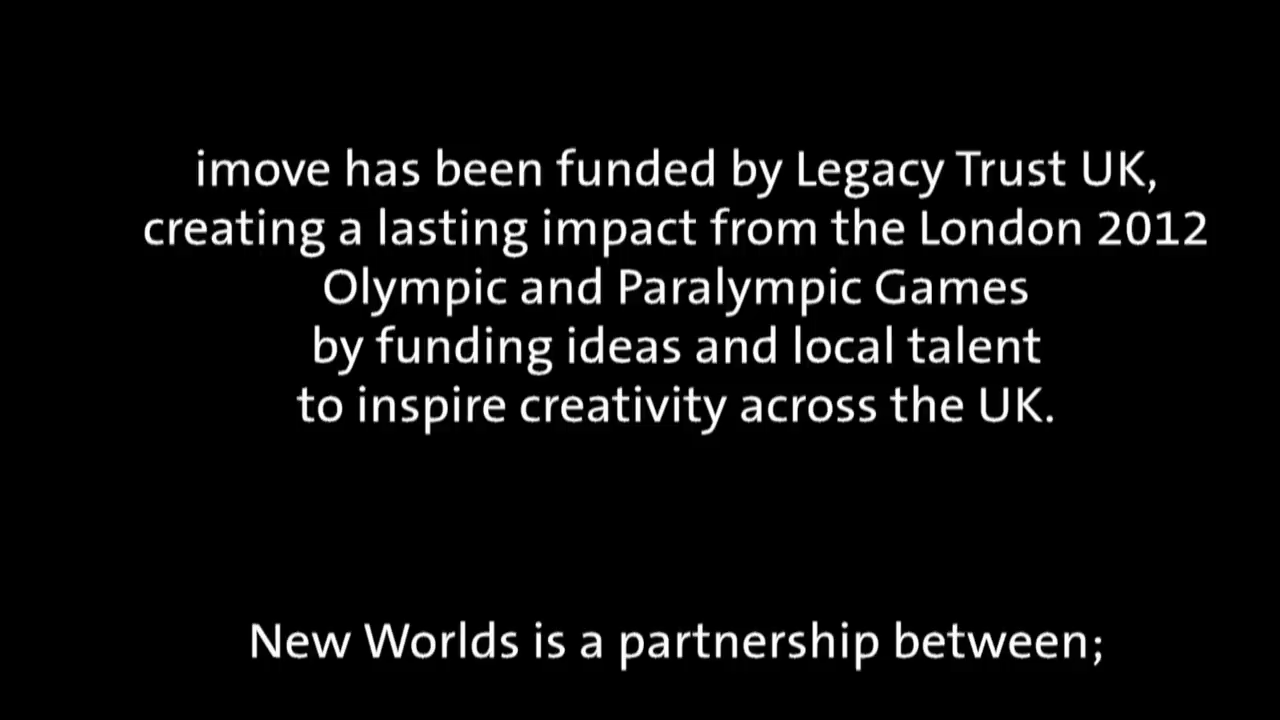 imove has been funded by Legacy Trust UK,
creating a lasting impact from the London 2012
Olympic and Paralympic Games
by funding ideas and local talent
to inspire creativity across the UK.
New Worlds is a partnership between;